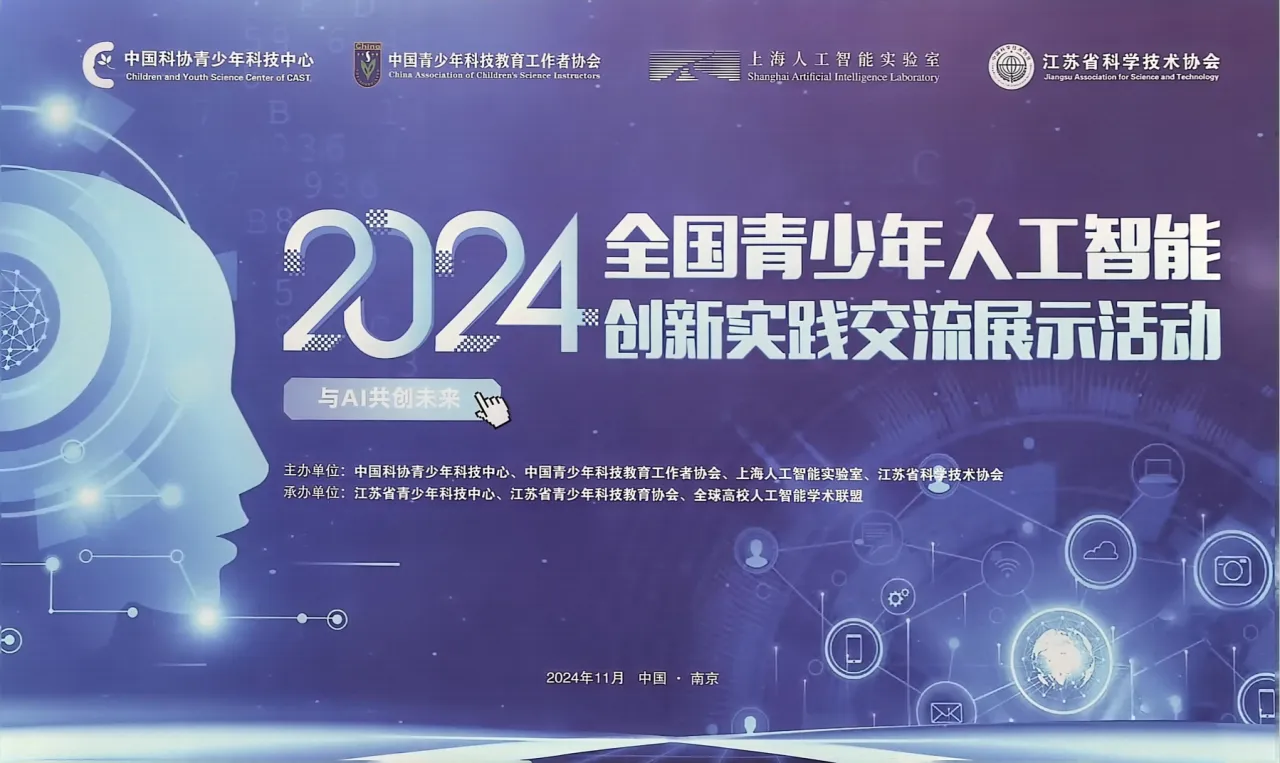 中国科协青少年科技中心
Children and Youth Science Center of CAST
China
中国青少年科技教育工作者协会
China Association of Children's Science Instructors
上海人工智能实验室
Shanghai Artificial Intelligence Laboratory
江苏省科学技术协会
Jiangsu Association for Science and Technology
2024 全国青少年人工智能
创新实践交流展示活动
与AI共创未来
主办单位：中国科协青少年科技中心、中国青少年科技教育工作者协会、上海人工智能实验室、江苏省科学技术协会
承办单位：江苏省青少年科技中心、江苏省青少年科技教育协会、全球高校人工智能学术联盟
2024年11月 中国 · 南京